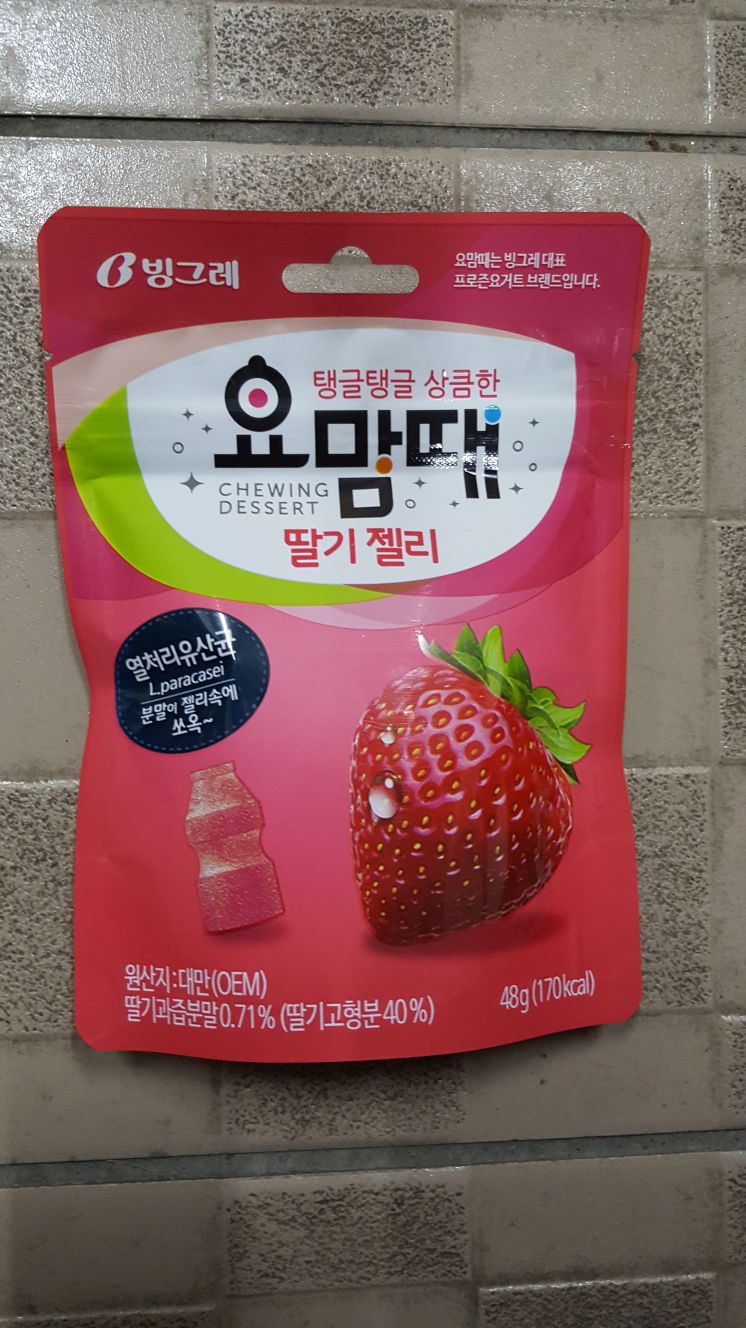 빙그레
요맘때는 빙그레 대표
프로즌요거트 브랜드입니다.
탱글탱글 상큼한
요맘때
CHEWING
DESSERT
딸기 젤리
열처리유산균
L.paracasei
분말이 젤리속에
쏘옥~
원산지:대만(OEM)
딸기과즙분말0.71% (딸기고형분40%)
48g(170kcal)